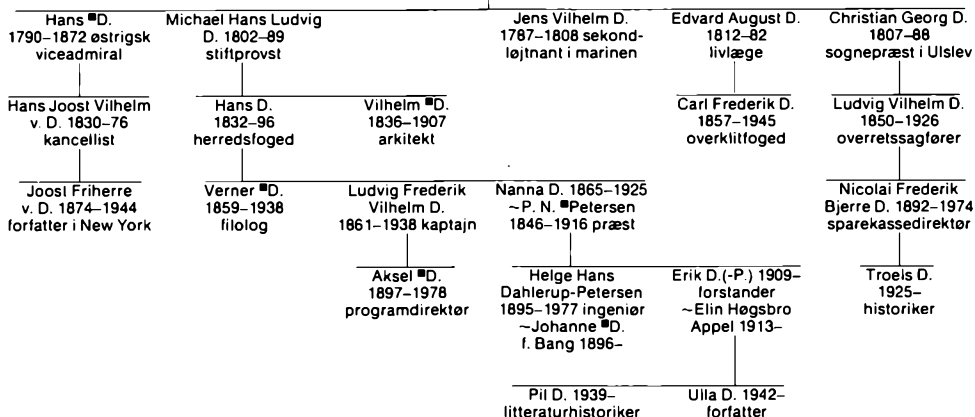 Hans ■D.
1790–1872 østrigsk
viceadmiral
Michael Hans Ludvig
D. 1802–89
stiftprovst
Jens Vilhelm D.
1787–1808 sekond-
løjtnant i marinen
Edvard August D.
1812–82
livlæge
Christian Georg D.
1807–88
sognepræst i Ulslev
Hans Joost Vilhelm
v. D. 1830–76
kancellist
Hans D.
1832–96
herredsfoged
Vilhelm ■D.
1836–1907
arkitekt
Carl Frederik D.
1857–1945
overklitfoged
Ludvig Vilhelm D.
1850–1926
overretssagfører
Joost Friherre
v. D. 1874–1944
forfatter i New York
Verner ■D.
1859–1938
filolog
Ludvig Frederik
Vilhelm D.
1861–1938 kaptajn
Nanna D. 1865–1925
~P. N. ■Petersen
1846–1916 præst
Nicolai Frederik
Bjerre D. 1892–1974
sparekassedirektør
Aksel ■D.
1897–1978
programdirektør
Helge Hans
Dahlerup-Petersen
1895–1977 ingeniør
~Johanne ■D.
f. Bang 1896–
Erik D.(-P.) 1909–
forstander
~Elin Høgsbro
Appel 1913–
Troels D.
1925–
historiker
Pil D. 1939–
litteraturhistoriker
Ulla D. 1942–
forfatter